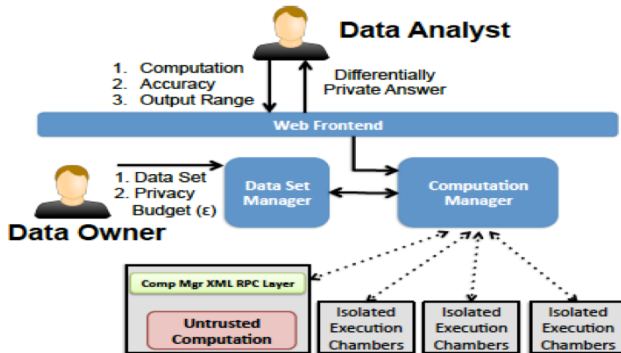 Data Analyst
1. Computation
2. Accuracy
3. Output Range
Differentially
Private Answer
Web Frontend
1. Data Set
2. Privacy
Budget (ε)
Data Owner
Data Set
Manager
Computation
Manager
Comp Mgr XML RPC Layer
Untrusted
Computation
Isolated
Execution
Chambers
Isolated
Execution
Chambers
Isolated
Execution
Chambers